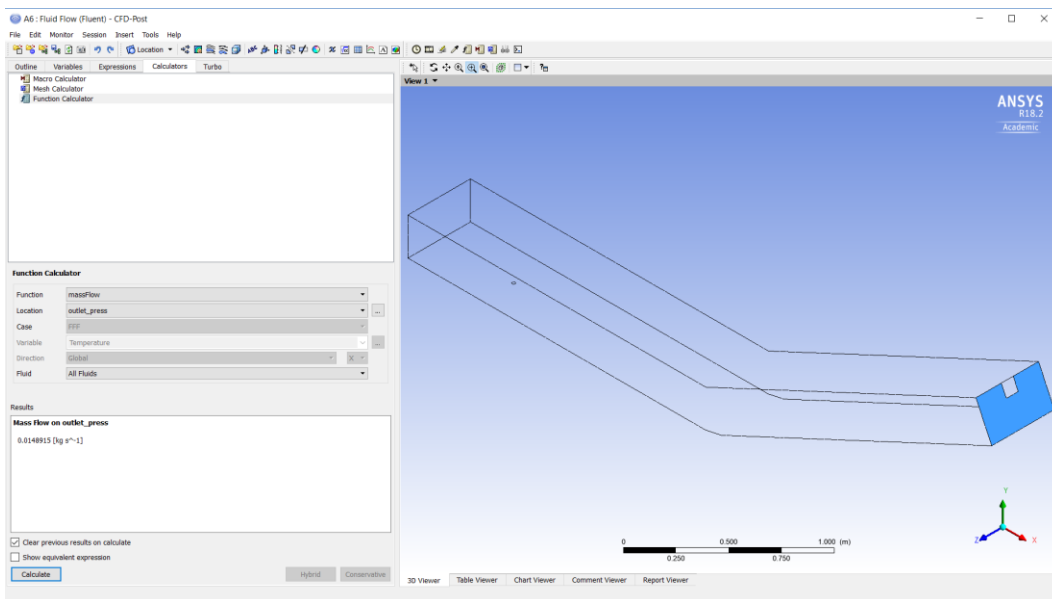 A6 : Fluid Flow (Fluent) - CFD-Post
File Edit Monitor Session Insert Tools Help
Location
Outline Variables Expressions Calculators Turbo
Macro Calculator
Mesh Calculator
Function Calculator
View 1
ANSYS
R18.2
Academic
Function Calculator
Function massFlow
Location outlet_press
...
Case FFF
Variable Temperature
...
Direction Global X
Fluid All Fluids
Results
Mass Flow on outlet_press
0.0148915 [kg s^-1]
Clear previous results on calculate
Show equivalent expression
Calculate Hybrid Conservative
Y
Z X
0 0.500 1.000 (m)
0.250 0.750
3D Viewer Table Viewer Chart Viewer Comment Viewer Report Viewer